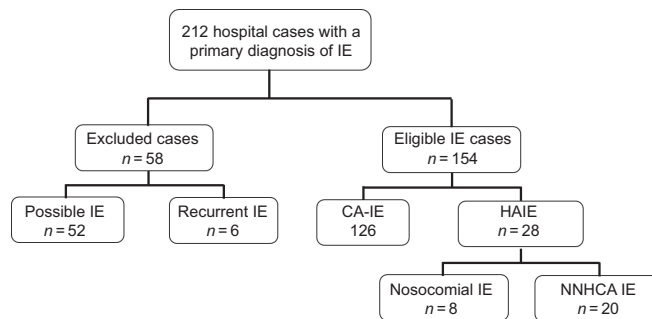 212 hospital cases with a
primary diagnosis of IE
Excluded cases
n = 58
Eligible IE cases
n = 154
Possible IE
n = 52
Recurrent IE
n = 6
CA-IE
126
HAIE
n = 28
Nosocomial IE
n = 8
NNHCA IE
n = 20